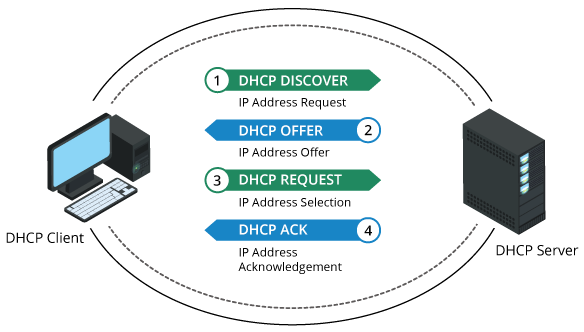 1 DHCP DISCOVER
IP Address Request
DHCP OFFER 2
IP Address Offer
3 DHCP REQUEST
IP Address Selection
DHCP ACK 4
IP Address
Acknowledgement
DHCP Client
DHCP Server